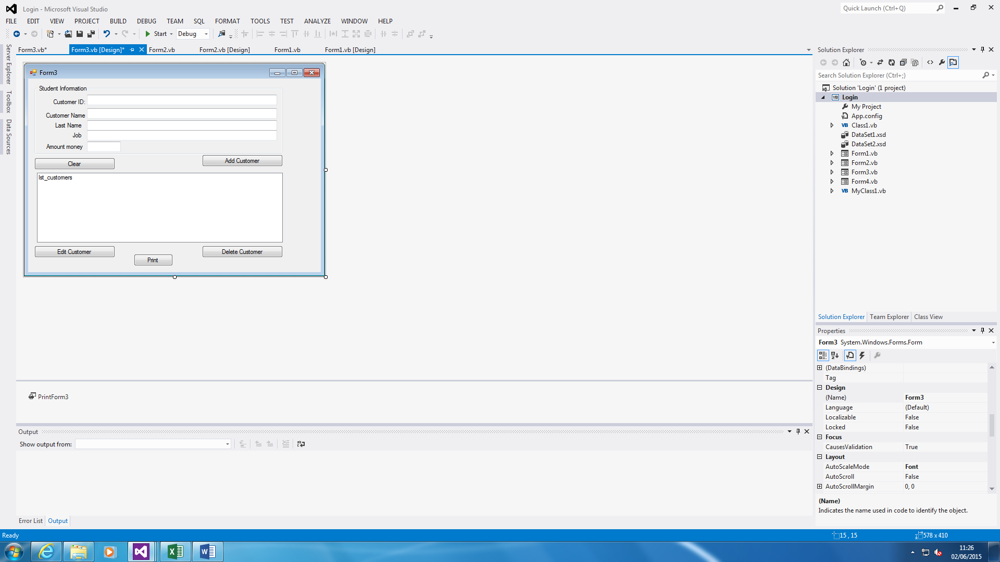 Login - Microsoft Visual Studio
Quick Launch (Ctrl+Q)
FILE EDIT VIEW PROJECT BUILD DEBUG TEAM SQL FORMAT TOOLS TEST ANALYZE WINDOW HELP
Start Debug
Server Explorer
Toolbox
Data Sources
Form3.vb* Form3.vb [Design]* Form2.vb Form2.vb [Design] Form1.vb Form1.vb [Design]
Form3
Student Information
Customer ID:
Customer Name
Last Name
Job
Amount money
Clear
Add Customer
lst_customers
Edit Customer
Delete Customer
Print
PrintForm3
Output
Show output from:
Error List Output
Solution Explorer
Search Solution Explorer (Ctrl+;)
Solution 'Login' (1 project)
VB Login
My Project
App.config
VB Class1.vb
DataSet1.xsd
DataSet2.xsd
Form1.vb
Form2.vb
Form3.vb
Form4.vb
VB MyClass1.vb
Solution Explorer Team Explorer Class View
Properties
Form3 System.Windows.Forms.Form
(DataBindings)
Tag
Design
(Name) Form3
Language (Default)
Localizable False
Locked False
Focus
CausesValidation True
Layout
AutoScaleMode Font
AutoScroll False
AutoScrollMargin 0, 0
(Name)
Indicates the name used in code to identify the object.
Ready
15 , 15
578 x 410
11:26
02/06/2015